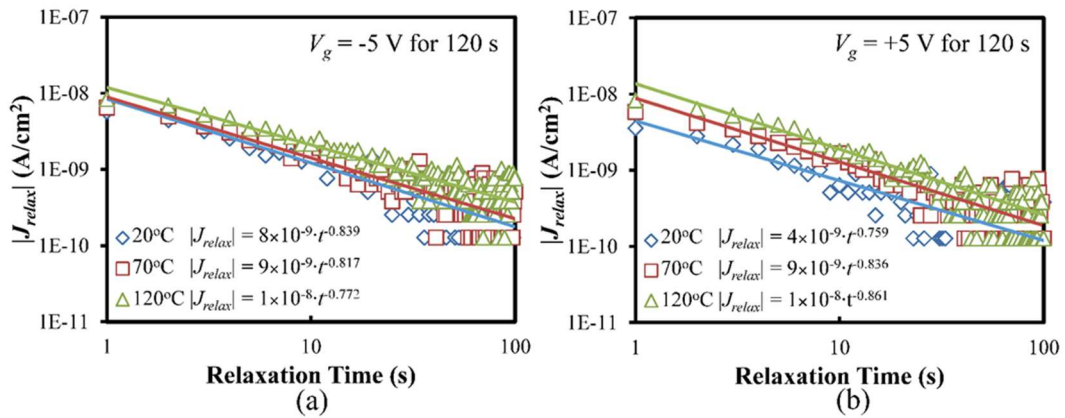 1E-07
V_g = -5 V for 120 s
1E-08
1E-09
1E-10
1E-11
|J_relax| (A/cm²)
20°C |J_relax| = 8×10⁻⁹·t⁻⁰·⁸³⁹
70°C |J_relax| = 9×10⁻⁹·t⁻⁰·⁸¹⁷
120°C |J_relax| = 1×10⁻⁸·t⁻⁰·⁷⁷²
1 10 100
Relaxation Time (s)
(a)
1E-07
V_g = +5 V for 120 s
1E-08
1E-09
1E-10
1E-11
|J_relax| (A/cm²)
20°C |J_relax| = 4×10⁻⁹·t⁻⁰·⁷⁵⁹
70°C |J_relax| = 9×10⁻⁹·t⁻⁰·⁸³⁶
120°C |J_relax| = 1×10⁻⁸·t⁻⁰·⁸⁶¹
1 10 100
Relaxation Time (s)
(b)